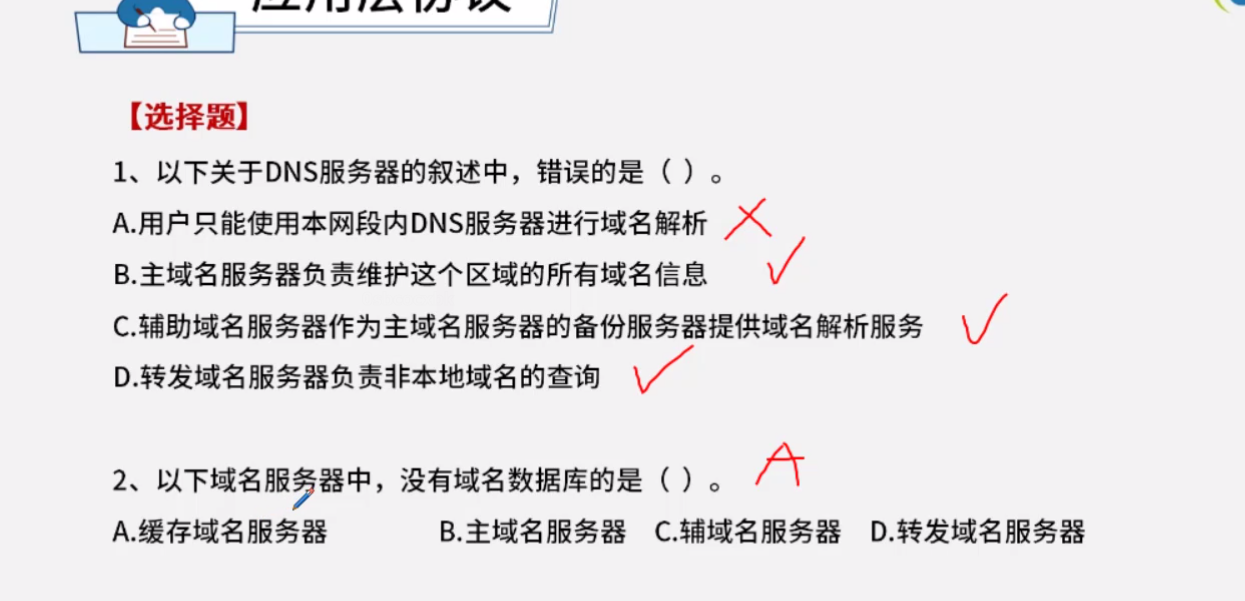 应用层协议
【选择题】
1、以下关于DNS服务器的叙述中，错误的是（ ）。
A.用户只能使用本网段内DNS服务器进行域名解析
B.主域名服务器负责维护这个区域的所有域名信息
C.辅助域名服务器作为主域名服务器的备份服务器提供域名解析服务
D.转发域名服务器负责非本地域名的查询
2、以下域名服务器中，没有域名数据库的是（ ）。 A
A.缓存域名服务器 B.主域名服务器 C.辅域名服务器 D.转发域名服务器